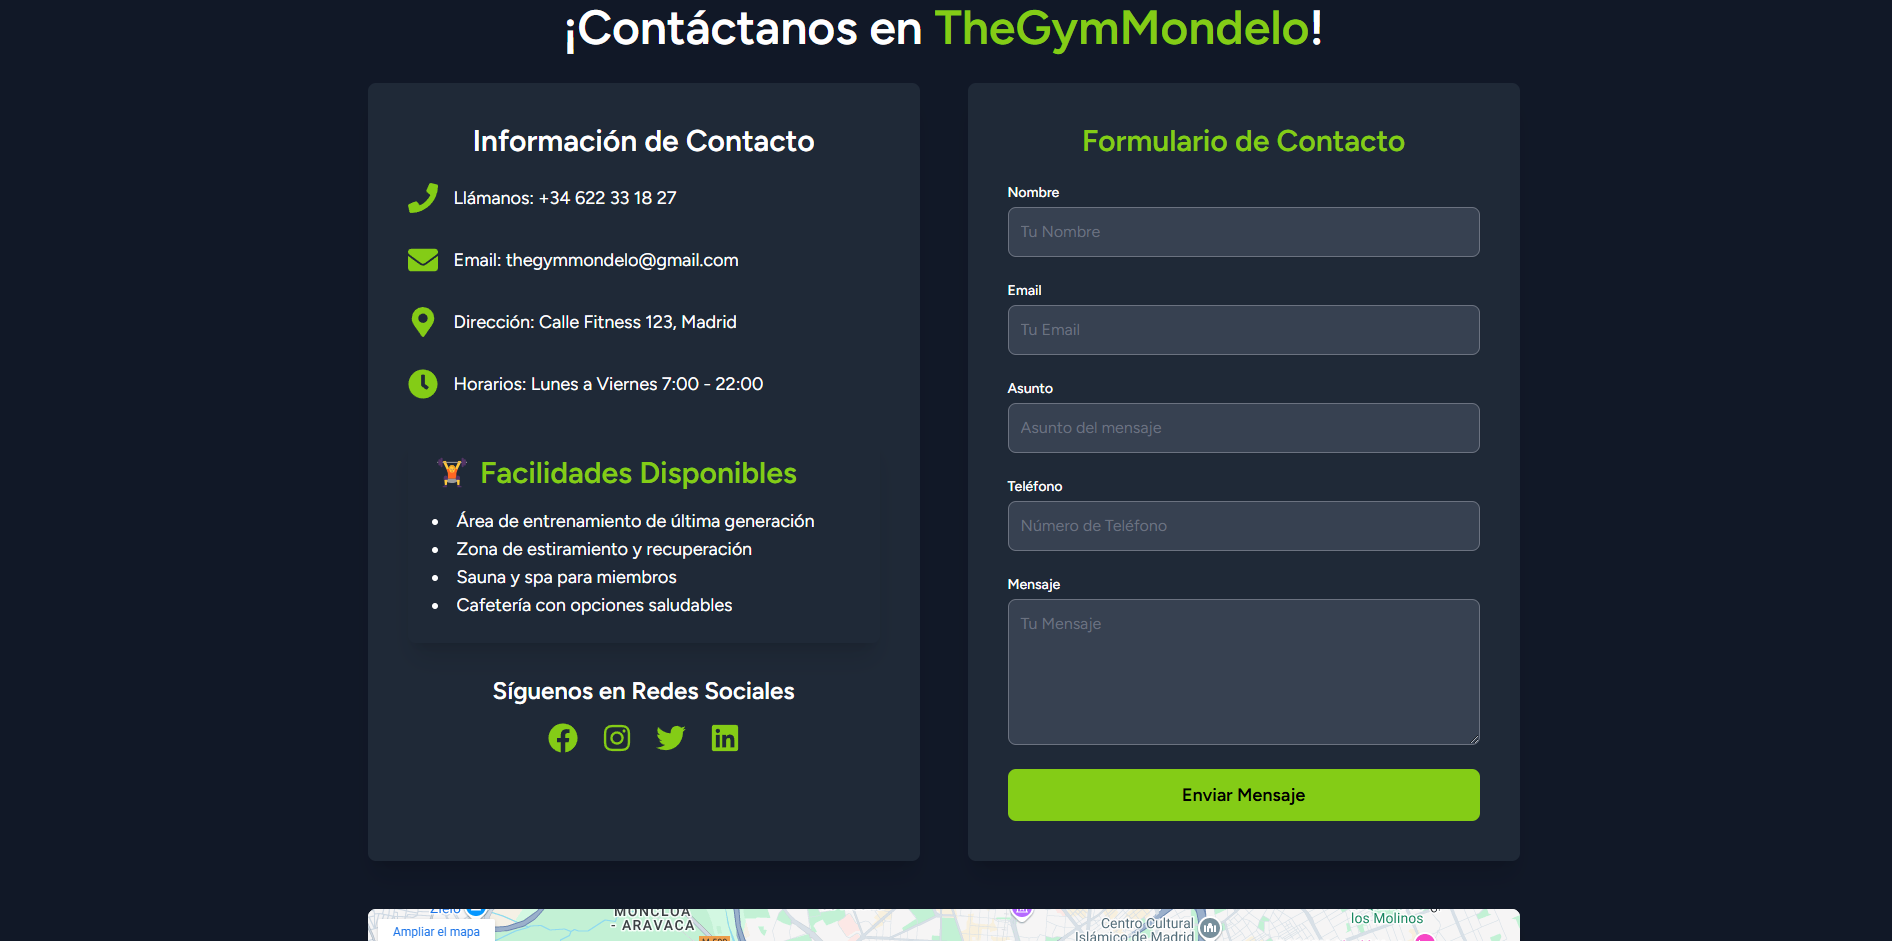 ¡Contáctanos en TheGymMondelo!
Información de Contacto
Llámanos: +34 622 33 18 27
Email: thegymmondelo@gmail.com
Dirección: Calle Fitness 123, Madrid
Horarios: Lunes a Viernes 7:00 - 22:00
Facilidades Disponibles
Área de entrenamiento de última generación
Zona de estiramiento y recuperación
Sauna y spa para miembros
Cafetería con opciones saludables
Síguenos en Redes Sociales
Formulario de Contacto
Nombre
Tu Nombre
Email
Tu Email
Asunto
Asunto del mensaje
Teléfono
Número de Teléfono
Mensaje
Tu Mensaje
Enviar Mensaje
Ampliar el mapa
MONCLOA
- ARAVACA
Centro Cultural
Islámico de Madrid
los Molinos